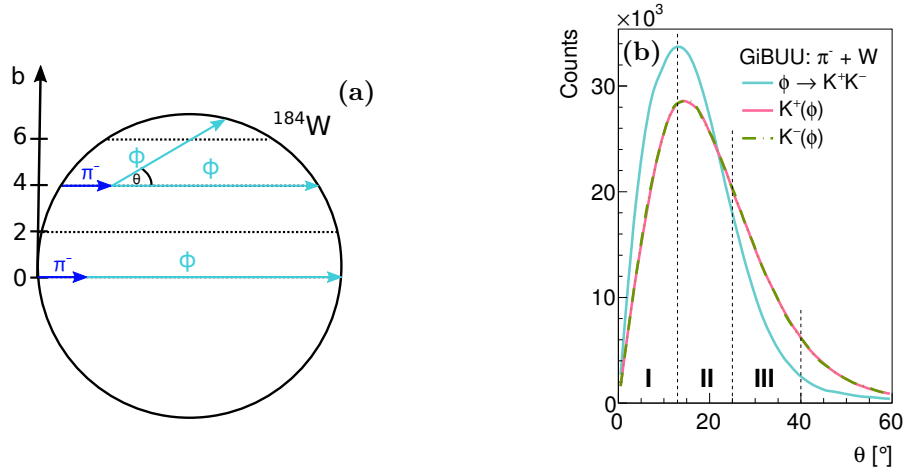 b
(a)
¹⁸⁴W
6
4
2
0
π⁻
ϕ
θ
ϕ
π⁻
ϕ
×10³
(b)
GiBUU: π⁻ + W
ϕ → K⁺K⁻
K⁺(ϕ)
K⁻(ϕ)
Counts
30
20
10
0
I II III
0 20 40 60
θ [°]